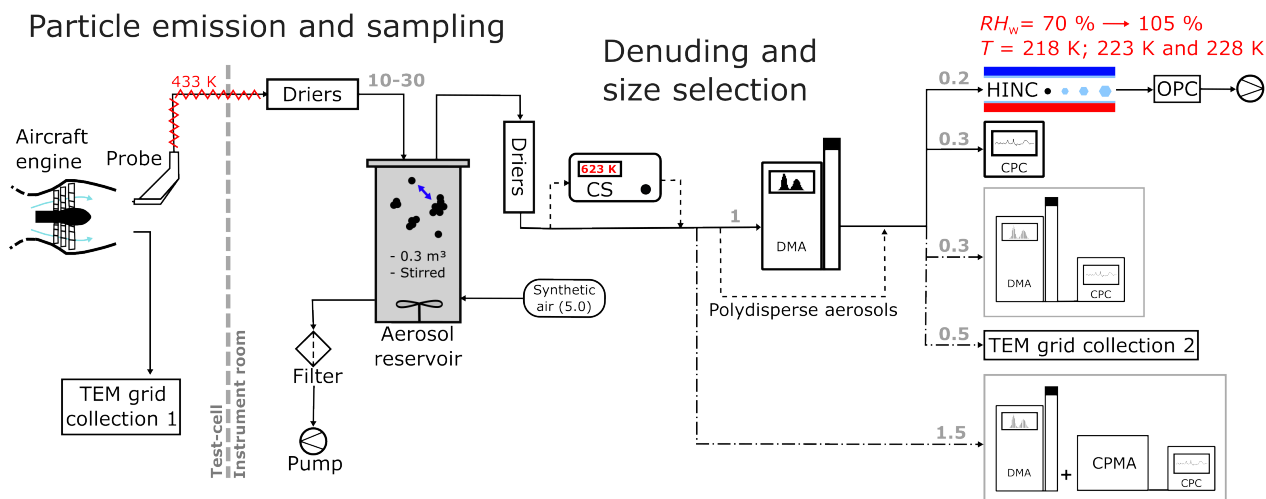 Particle emission and sampling
Denuding and
size selection
RHw= 70 % → 105 %
T = 218 K; 223 K and 228 K
433 K
Driers
10-30
Aircraft
engine
Probe
Driers
623 K
CS
1
DMA
0.2
HINC
OPC
0.3
CPC
- 0.3 m³
- Stirred
Synthetic
air (5.0)
Aerosol
reservoir
Polydisperse aerosols
0.3
DMA
CPC
0.5
TEM grid collection 2
Filter
Pump
TEM grid
collection 1
Test-cell
Instrument room
1.5
DMA
+
CPMA
CPC